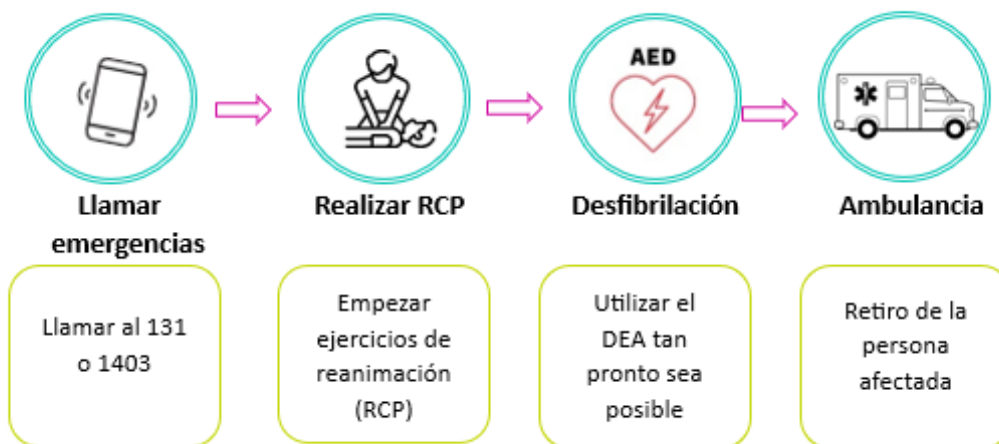 AED
Llamar
emergencias
Realizar RCP
Desfibrilación
Ambulancia
Llamar al 131
o 1403
Empezar
ejercicios de
reanimación
(RCP)
Utilizar el
DEA tan
pronto sea
posible
Retiro de la
persona
afectada